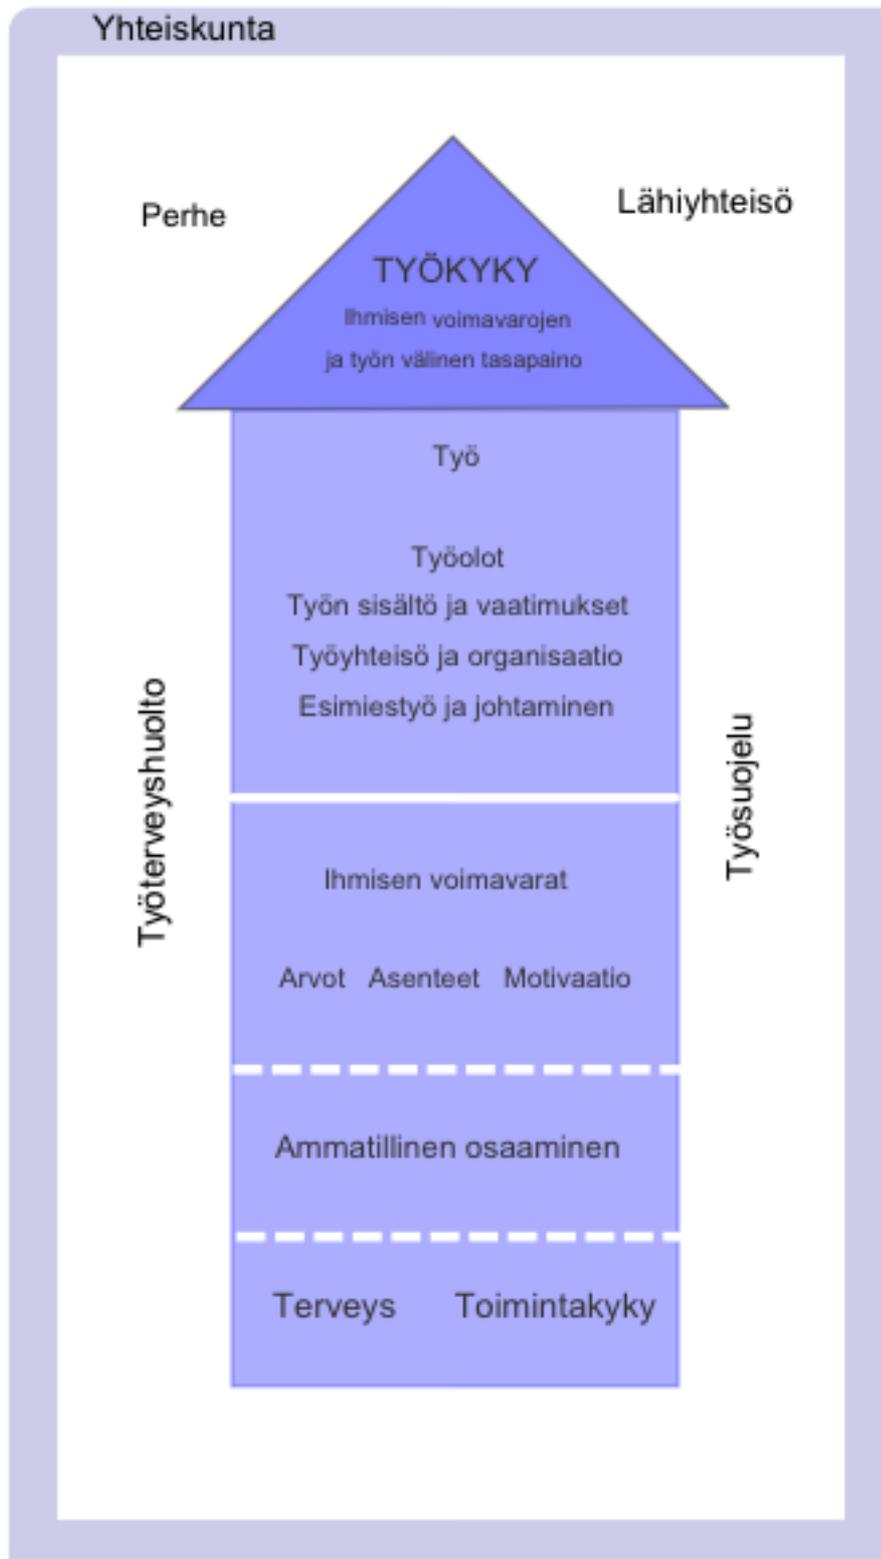 Yhteiskunta
Perhe
Lähiyhteisö
TYÖKYKY
Ihmisen voimavarojen
ja työn välinen tasapaino
Työ
Työolot
Työn sisältö ja vaatimukset
Työyhteisö ja organisaatio
Esimiestyö ja johtaminen
Työterveyshuolto
Työsuojelu
Ihmisen voimavarat
Arvot Asenteet Motivaatio
Ammatillinen osaaminen
Terveys Toimintakyky